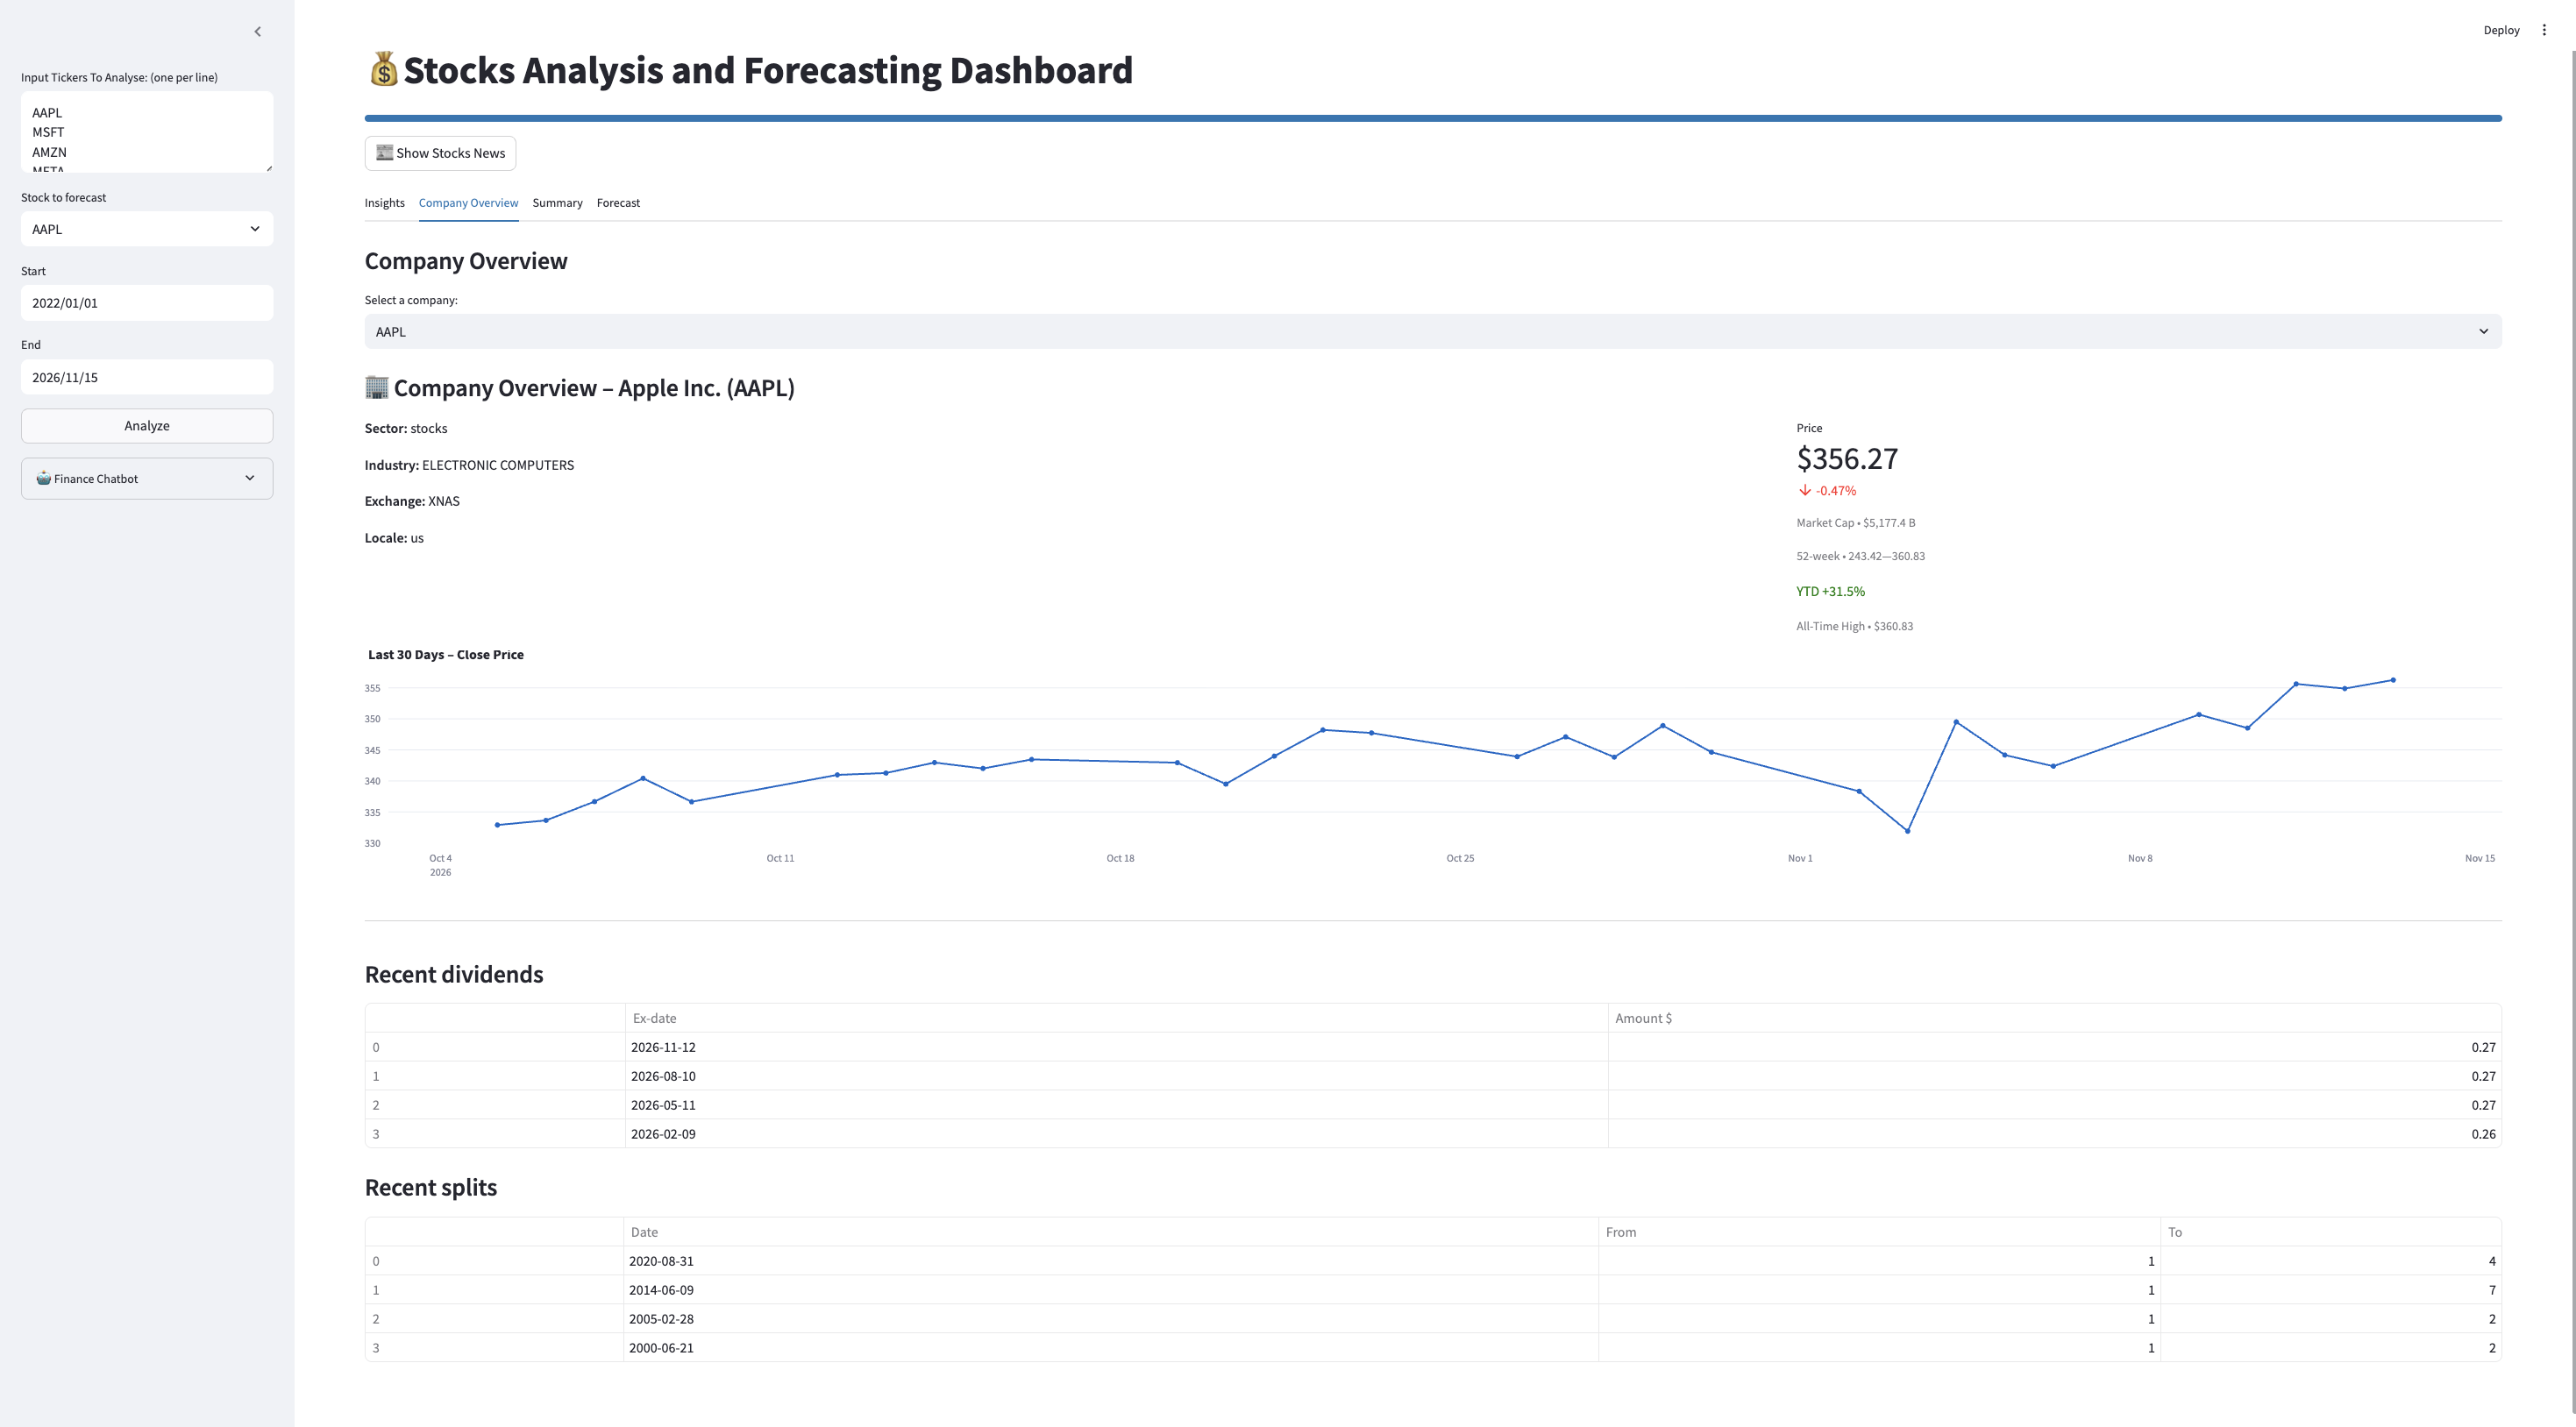 Deploy
Input Tickers To Analyse: (one per line)
AAPL
MSFT
AMZN
META
Stock to forecast
AAPL
Start
2022/01/01
End
2026/11/15
Analyze
Finance Chatbot
Stocks Analysis and Forecasting Dashboard
Show Stocks News
Insights Company Overview Summary Forecast
Company Overview
Select a company:
AAPL
Company Overview – Apple Inc. (AAPL)
Sector: stocks
Industry: ELECTRONIC COMPUTERS
Exchange: XNAS
Locale: us
Price
$356.27
-0.47%
Market Cap • $5,177.4 B
52-week • 243.42—360.83
YTD +31.5%
All-Time High • $360.83
Last 30 Days – Close Price
355
350
345
340
335
330
Oct 4 Oct 11 Oct 18 Oct 25 Nov 1 Nov 8 Nov 15
2026
Recent dividends
Ex-date Amount $
0 2026-11-12 0.27
1 2026-08-10 0.27
2 2026-05-11 0.27
3 2026-02-09 0.26
Recent splits
Date From To
0 2020-08-31 1 4
1 2014-06-09 1 7
2 2005-02-28 1 2
3 2000-06-21 1 2